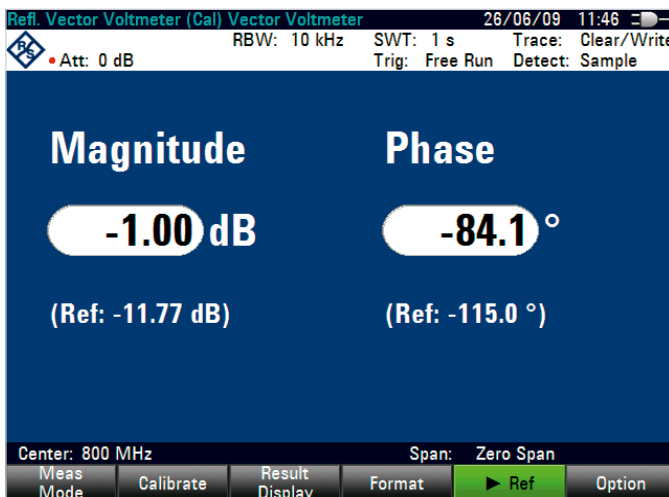 Refl. Vector Voltmeter (Cal) Vector Voltmeter 26/06/09 11:46
RBW: 10 kHz SWT: 1 s Trace: Clear/Write
• Att: 0 dB Trig: Free Run Detect: Sample
R&S
Magnitude Phase
-1.00 dB -84.1 °
(Ref: -11.77 dB) (Ref: -115.0 °)
Center: 800 MHz Span: Zero Span
Meas Mode Calibrate Result Display Format ► Ref Option